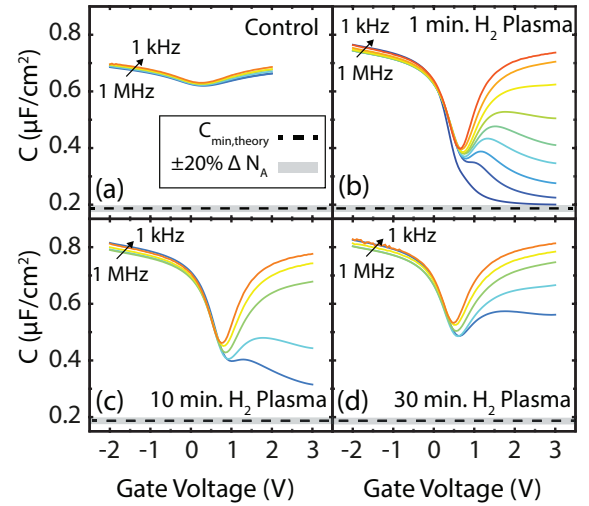 Control
1 kHz
1 MHz
C_min,theory
±20% Δ N_A
(a)
1 min. H₂ Plasma
1 kHz
1 MHz
(b)
0.8
0.6
0.4
0.2
C (µF/cm²)
1 kHz
1 MHz
(c)
10 min. H₂ Plasma
1 kHz
1 MHz
(d)
30 min. H₂ Plasma
0.8
0.6
0.4
0.2
C (µF/cm²)
-2 -1 0 1 2 3
-2 -1 0 1 2 3
Gate Voltage (V)
Gate Voltage (V)